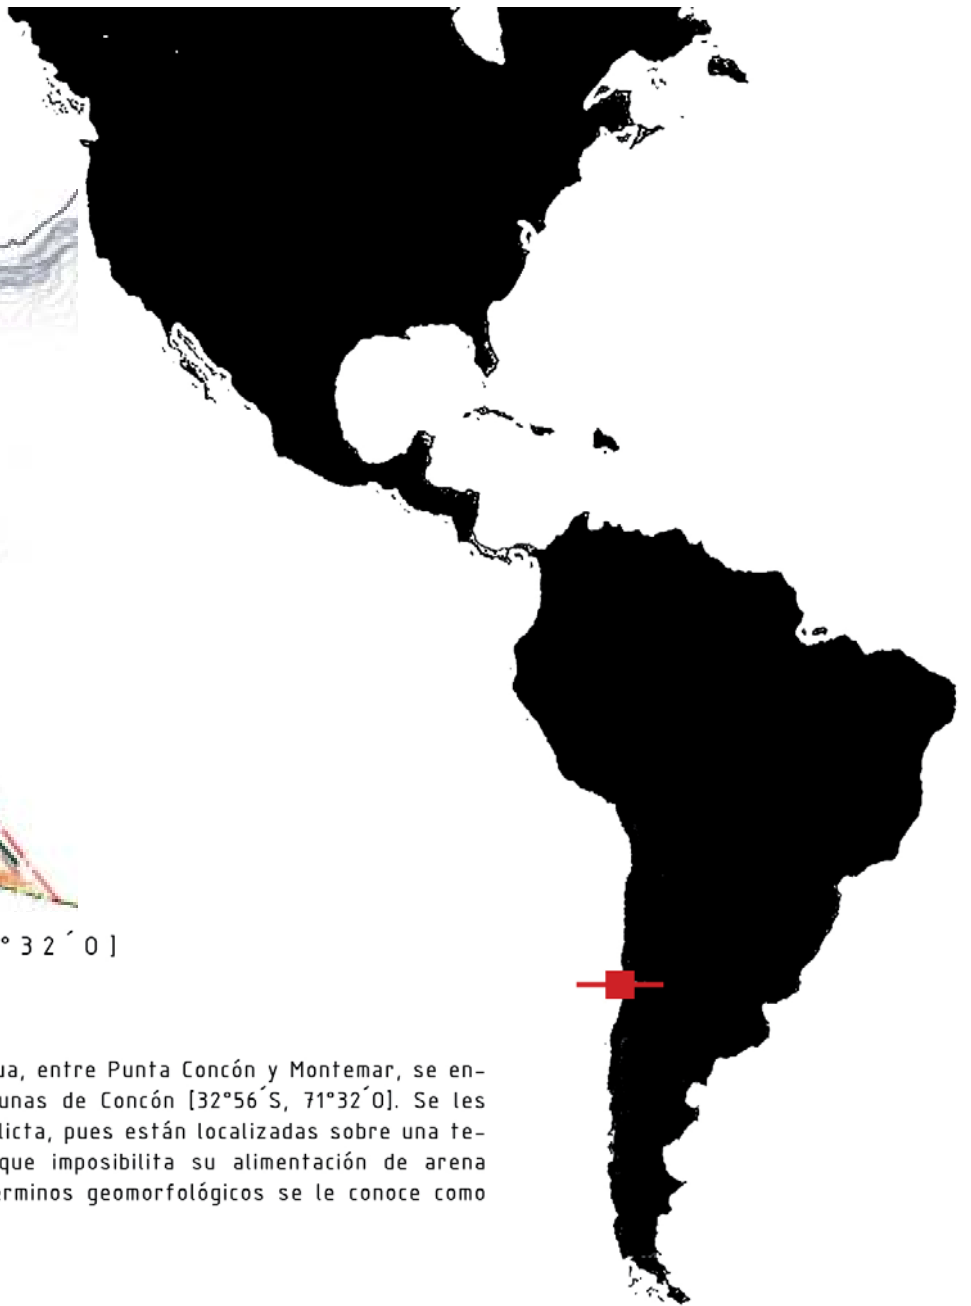 ° 3 2 ´ O ]
ua, entre Punta Concón y Montemar, se en-
unas de Concón [32°56´S, 71°32´O]. Se les
licta, pues están localizadas sobre una te-
que imposibilita su alimentación de arena
érminos geomorfológicos se le conoce como